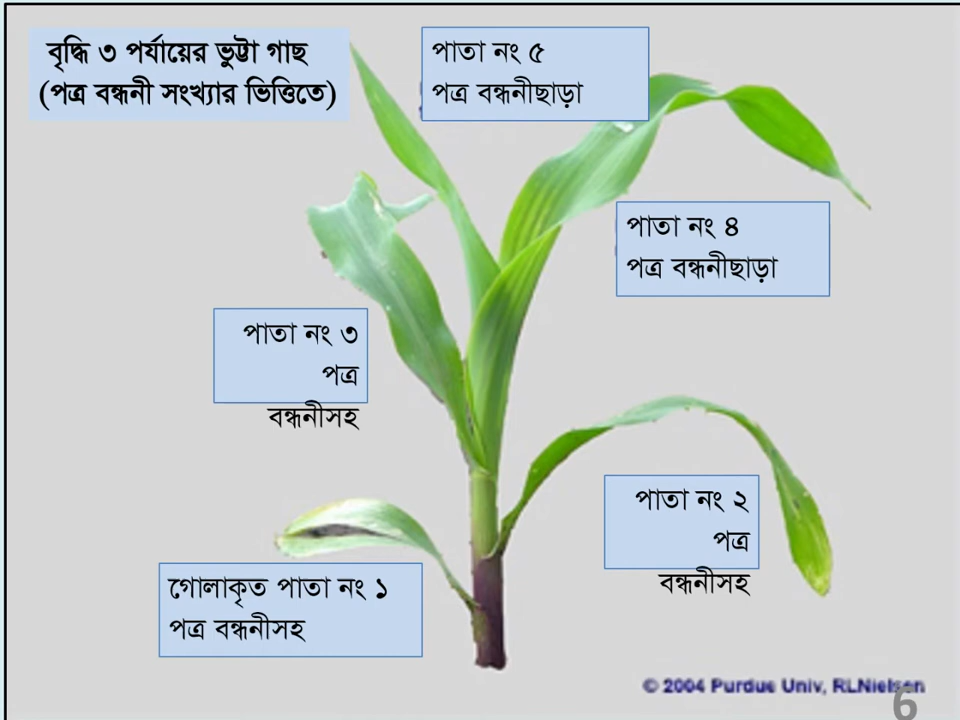 বৃদ্ধি ৩ পর্যায়ের ভুট্টা গাছ
(পত্র বন্ধনী সংখ্যার ভিত্তিতে)
পাতা নং ৫
পত্র বন্ধনীছাড়া
পাতা নং ৪
পত্র বন্ধনীছাড়া
পাতা নং ৩
পত্র
বন্ধনীসহ
পাতা নং ২
পত্র
বন্ধনীসহ
গোলাকৃত পাতা নং ১
পত্র বন্ধনীসহ
© 2004 Purdue Univ, RLNielsen
6